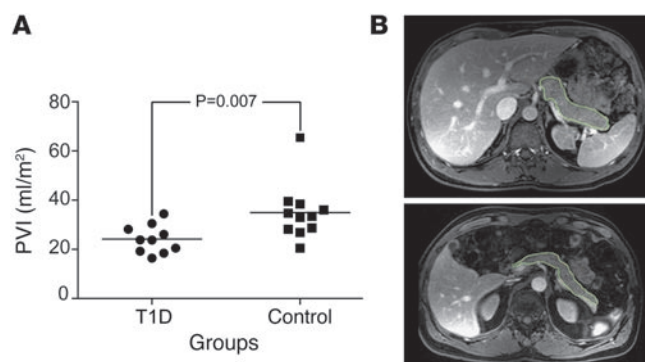 A
B
P=0.007
80
60
40
20
0
PVI (ml/m²)
T1D
Control
Groups